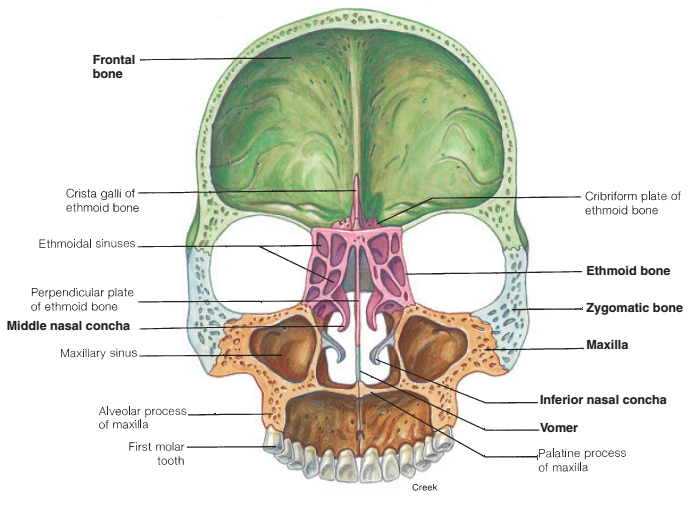 Frontal
bone
Crista galli of
ethmoid bone
Cribriform plate of
ethmoid bone
Ethmoidal sinuses
Ethmoid bone
Perpendicular plate
of ethmoid bone
Zygomatic bone
Middle nasal concha
Maxilla
Maxillary sinus
Inferior nasal concha
Alveolar process
of maxilla
Vomer
First molar
tooth
Palatine process
of maxilla
Creek